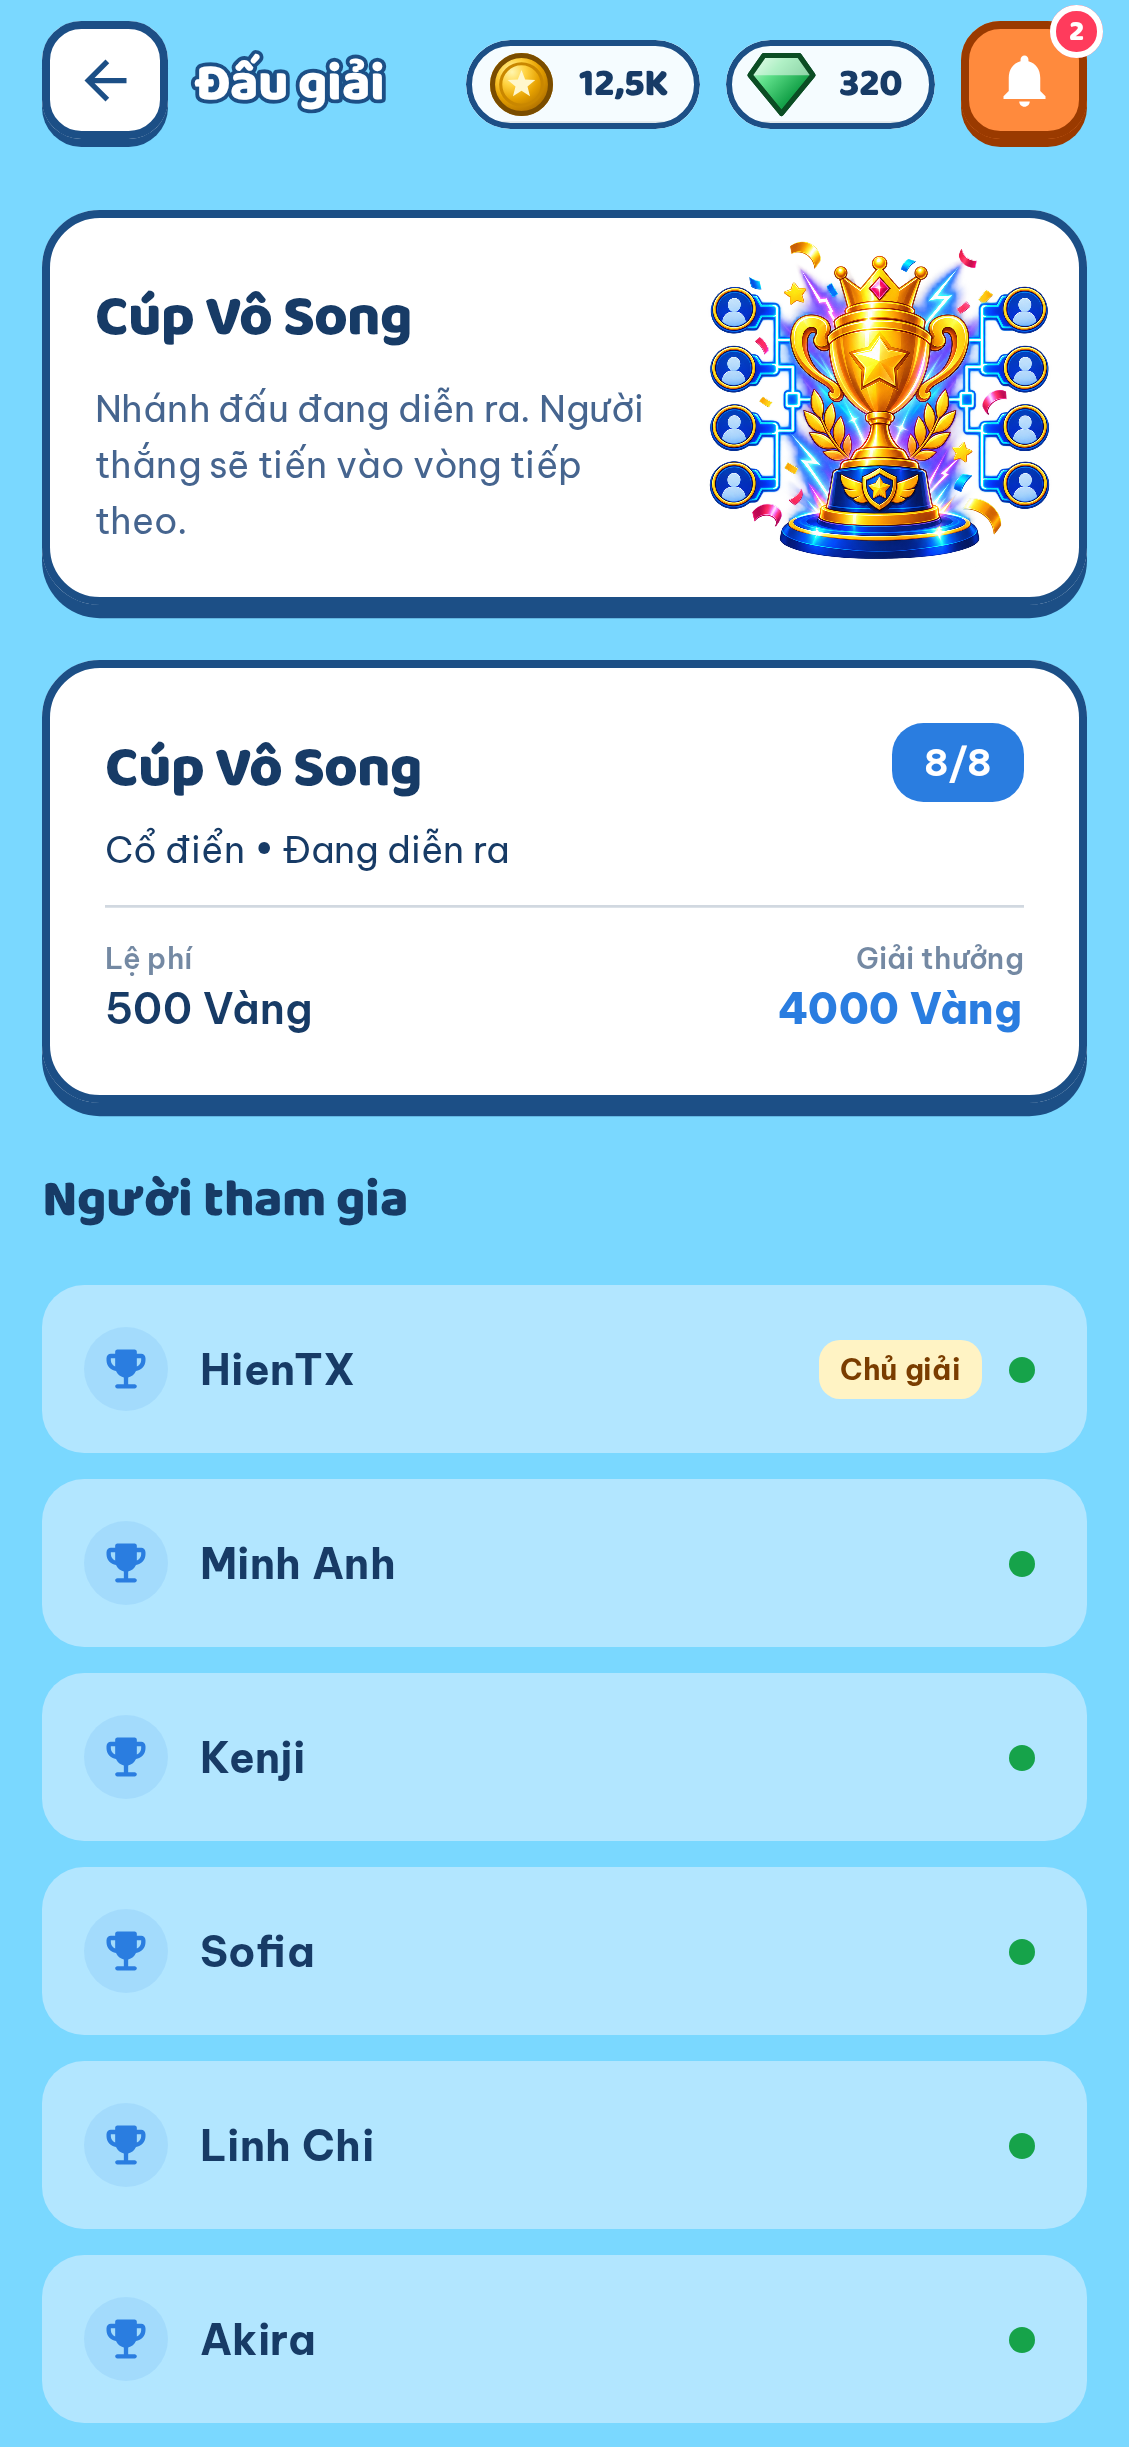 Đấu giải
12,5K
320
2
Cúp Vô Song
Nhánh đấu đang diễn ra. Người
thắng sẽ tiến vào vòng tiếp
theo.
Cúp Vô Song
8/8
Cổ điển • Đang diễn ra
Lệ phí
Giải thưởng
500 Vàng
4000 Vàng
Người tham gia
HienTX
Chủ giải
Minh Anh
Kenji
Sofia
Linh Chi
Akira